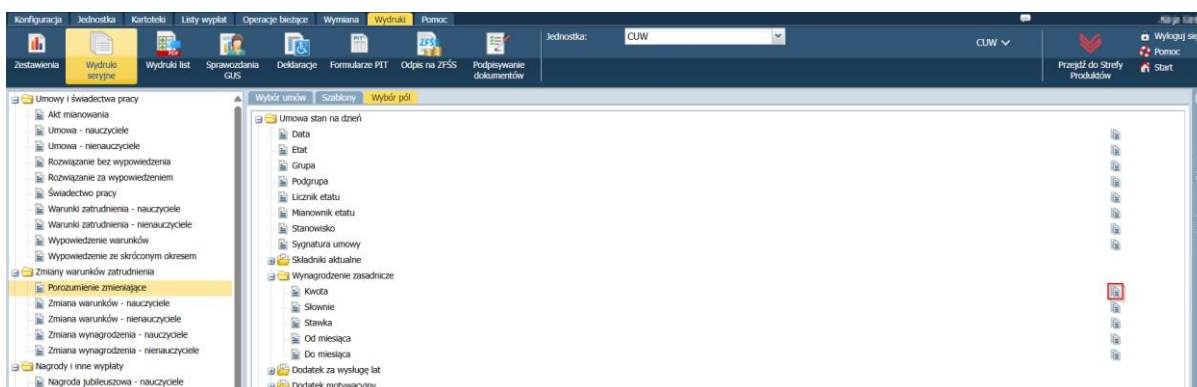 Konfiguracja Jednostka Kartoteki Listy wypłat Operacje bieżące Wymiana Wydruki Pomoc
Zestawienia
Wydruki seryjne
Wydruki list
Sprawozdania GUS
Deklaracje
Formularze PIT
Odpis na ZFŚS
Podpisywanie dokumentów
Jednostka: CUW
CUW
Przejdź do Strefy Produktów
Wyloguj się
Pomoc
Start
Umowy i świadectwa pracy
Akt mianowania
Umowa - nauczyciele
Umowa - nienauczyciele
Rozwiązanie bez wypowiedzenia
Rozwiązanie za wypowiedzeniem
Świadectwo pracy
Warunki zatrudnienia - nauczyciele
Warunki zatrudnienia - nienauczyciele
Wypowiedzenie warunków
Wypowiedzenie ze skróconym okresem
Zmiany warunków zatrudnienia
Porozumienie zmieniające
Zmiana warunków - nauczyciele
Zmiana warunków - nienauczyciele
Zmiana wynagrodzenia - nauczyciele
Zmiana wynagrodzenia - nienauczyciele
Nagrody i inne wypłaty
Nagroda jubileuszowa - nauczyciele
Wybór umów Szablony Wybór pól
Umowa stan na dzień
Data
Etat
Grupa
Podgrupa
Licznik etatu
Mianownik etatu
Stanowisko
Sygnatura umowy
Składniki aktualne
Wynagrodzenie zasadnicze
Kwota
Słownie
Stawka
Od miesiąca
Do miesiąca
Dodatek za wysługę lat
Dodatek motywacyjny